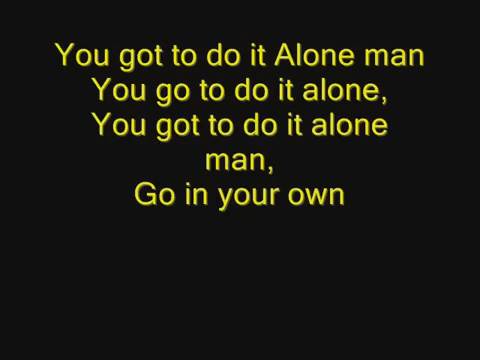 You got to do it Alone man
You go to do it alone,
You got to do it alone
man,
Go in your own